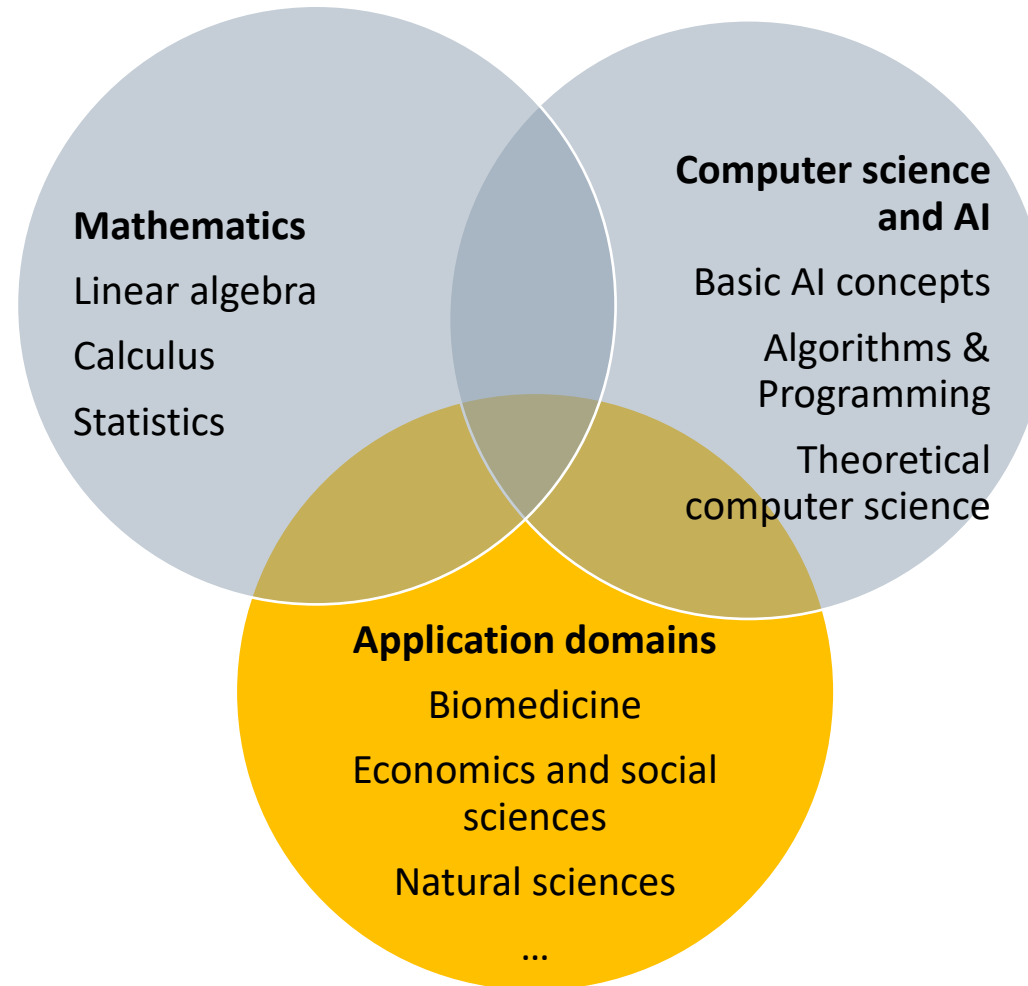 Mathematics
Linear algebra
Calculus
Statistics
Computer science
and AI
Basic AI concepts
Algorithms &
Programming
Theoretical
computer science
Application domains
Biomedicine
Economics and social
sciences
Natural sciences
...